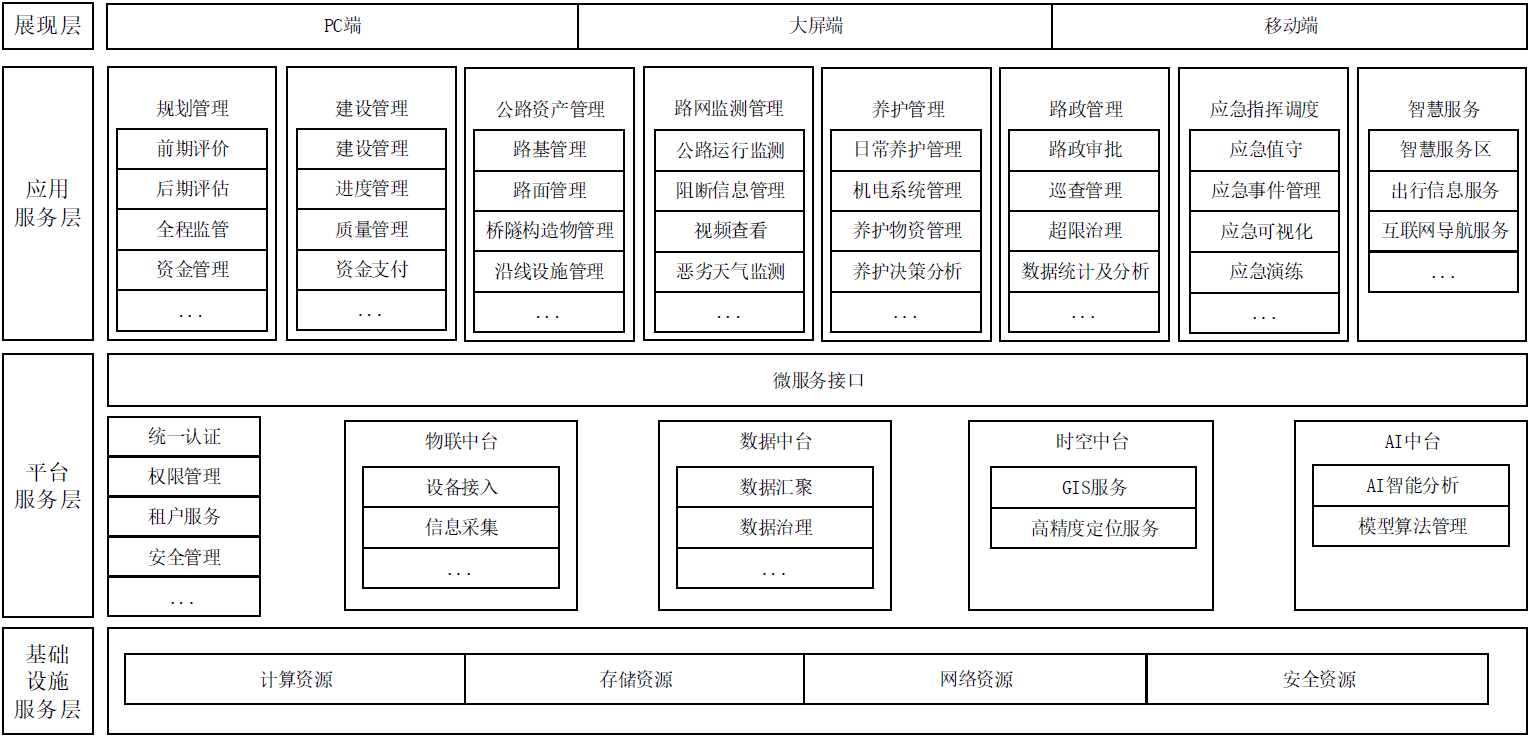 展现层
PC端
大屏端
移动端
应用
服务层
规划管理
前期评价
后期评估
全程监管
资金管理
...
建设管理
建设管理
进度管理
质量管理
资金支付
...
公路资产管理
路基管理
路面管理
桥隧构造物管理
沿线设施管理
...
路网监测管理
公路运行监测
阻断信息管理
视频查看
恶劣天气监测
...
养护管理
日常养护管理
机电系统管理
养护物资管理
养护决策分析
...
路政管理
路政审批
巡查管理
超限治理
数据统计及分析
...
应急指挥调度
应急值守
应急事件管理
应急可视化
应急演练
...
智慧服务
智慧服务区
出行信息服务
互联网导航服务
...
平台
服务层
微服务接口
统一认证
权限管理
租户服务
安全管理
...
物联中台
设备接入
信息采集
...
数据中台
数据汇聚
数据治理
...
时空中台
GIS服务
高精度定位服务
AI中台
AI智能分析
模型算法管理
基础
设施
服务层
计算资源
存储资源
网络资源
安全资源